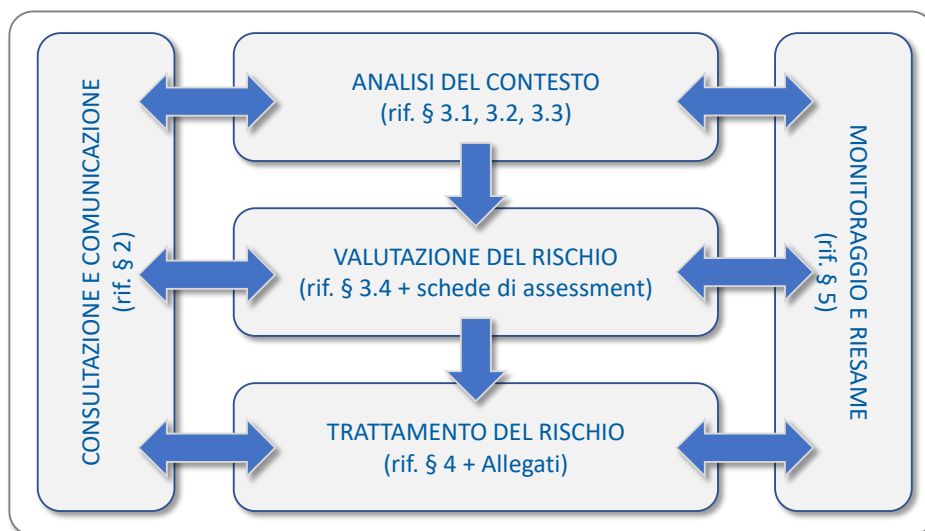 CONSULTAZIONE E COMUNICAZIONE
(rif. § 2)
ANALISI DEL CONTESTO
(rif. § 3.1, 3.2, 3.3)
VALUTAZIONE DEL RISCHIO
(rif. § 3.4 + schede di assessment)
TRATTAMENTO DEL RISCHIO
(rif. § 4 + Allegati)
MONITORAGGIO E RIESAME
(rif. § 5)